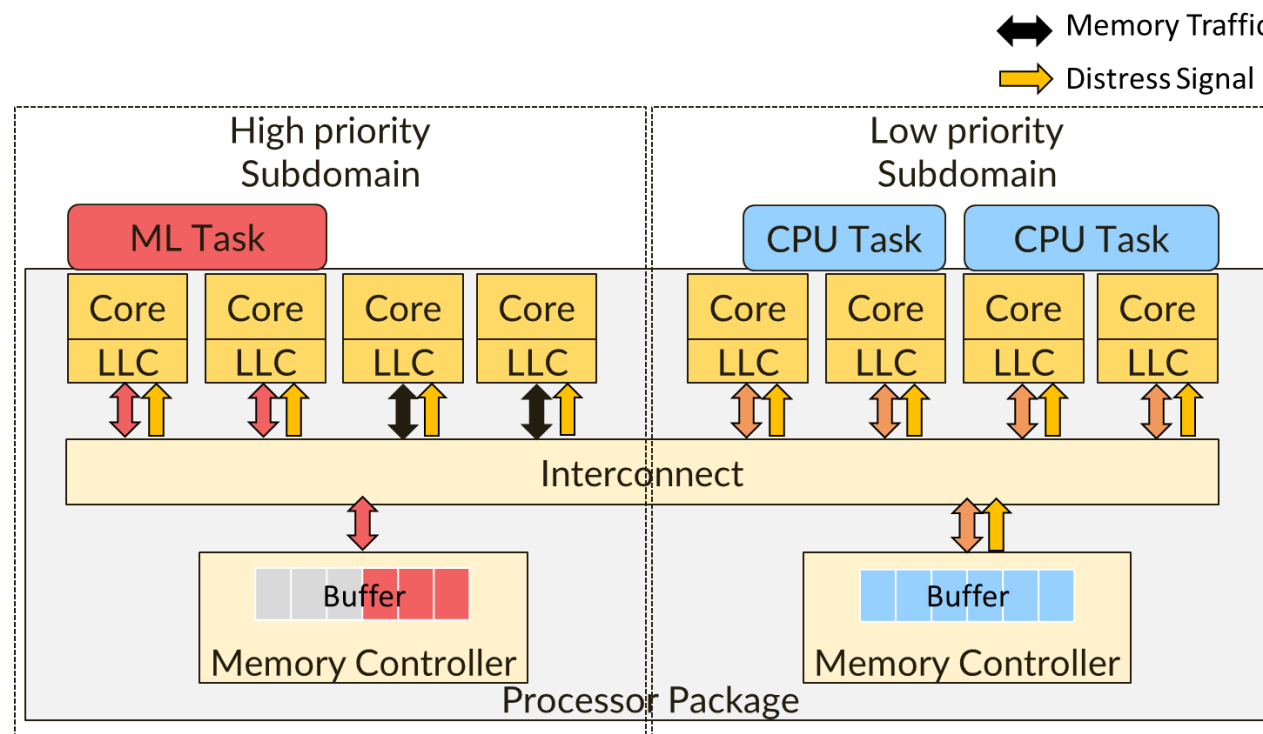 Memory Traffic
Distress Signal
High priority
Subdomain
Low priority
Subdomain
ML Task
CPU Task
CPU Task
Core
Core
Core
Core
Core
Core
Core
Core
LLC
LLC
LLC
LLC
LLC
LLC
LLC
LLC
Interconnect
Buffer
Buffer
Memory Controller
Memory Controller
Processor Package